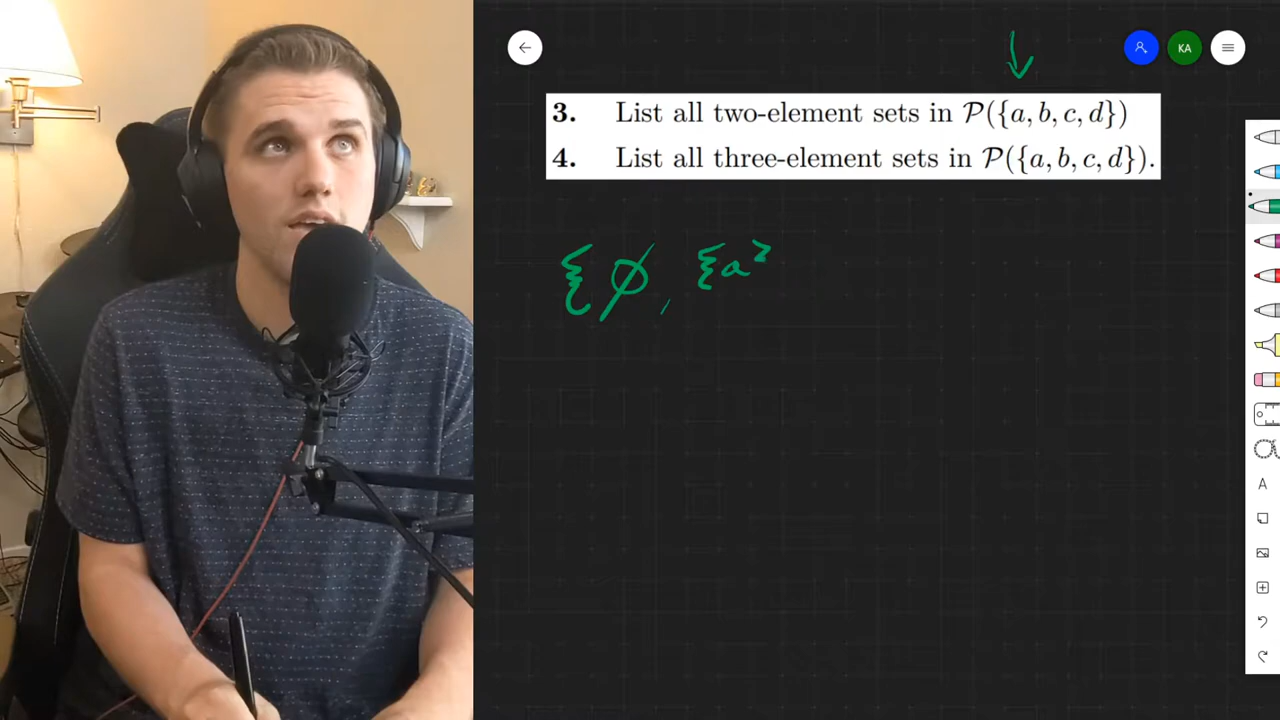 KA
3. List all two-element sets in 𝒫({a, b, c, d})
4. List all three-element sets in 𝒫({a, b, c, d}).
{ ∅, {a}
A